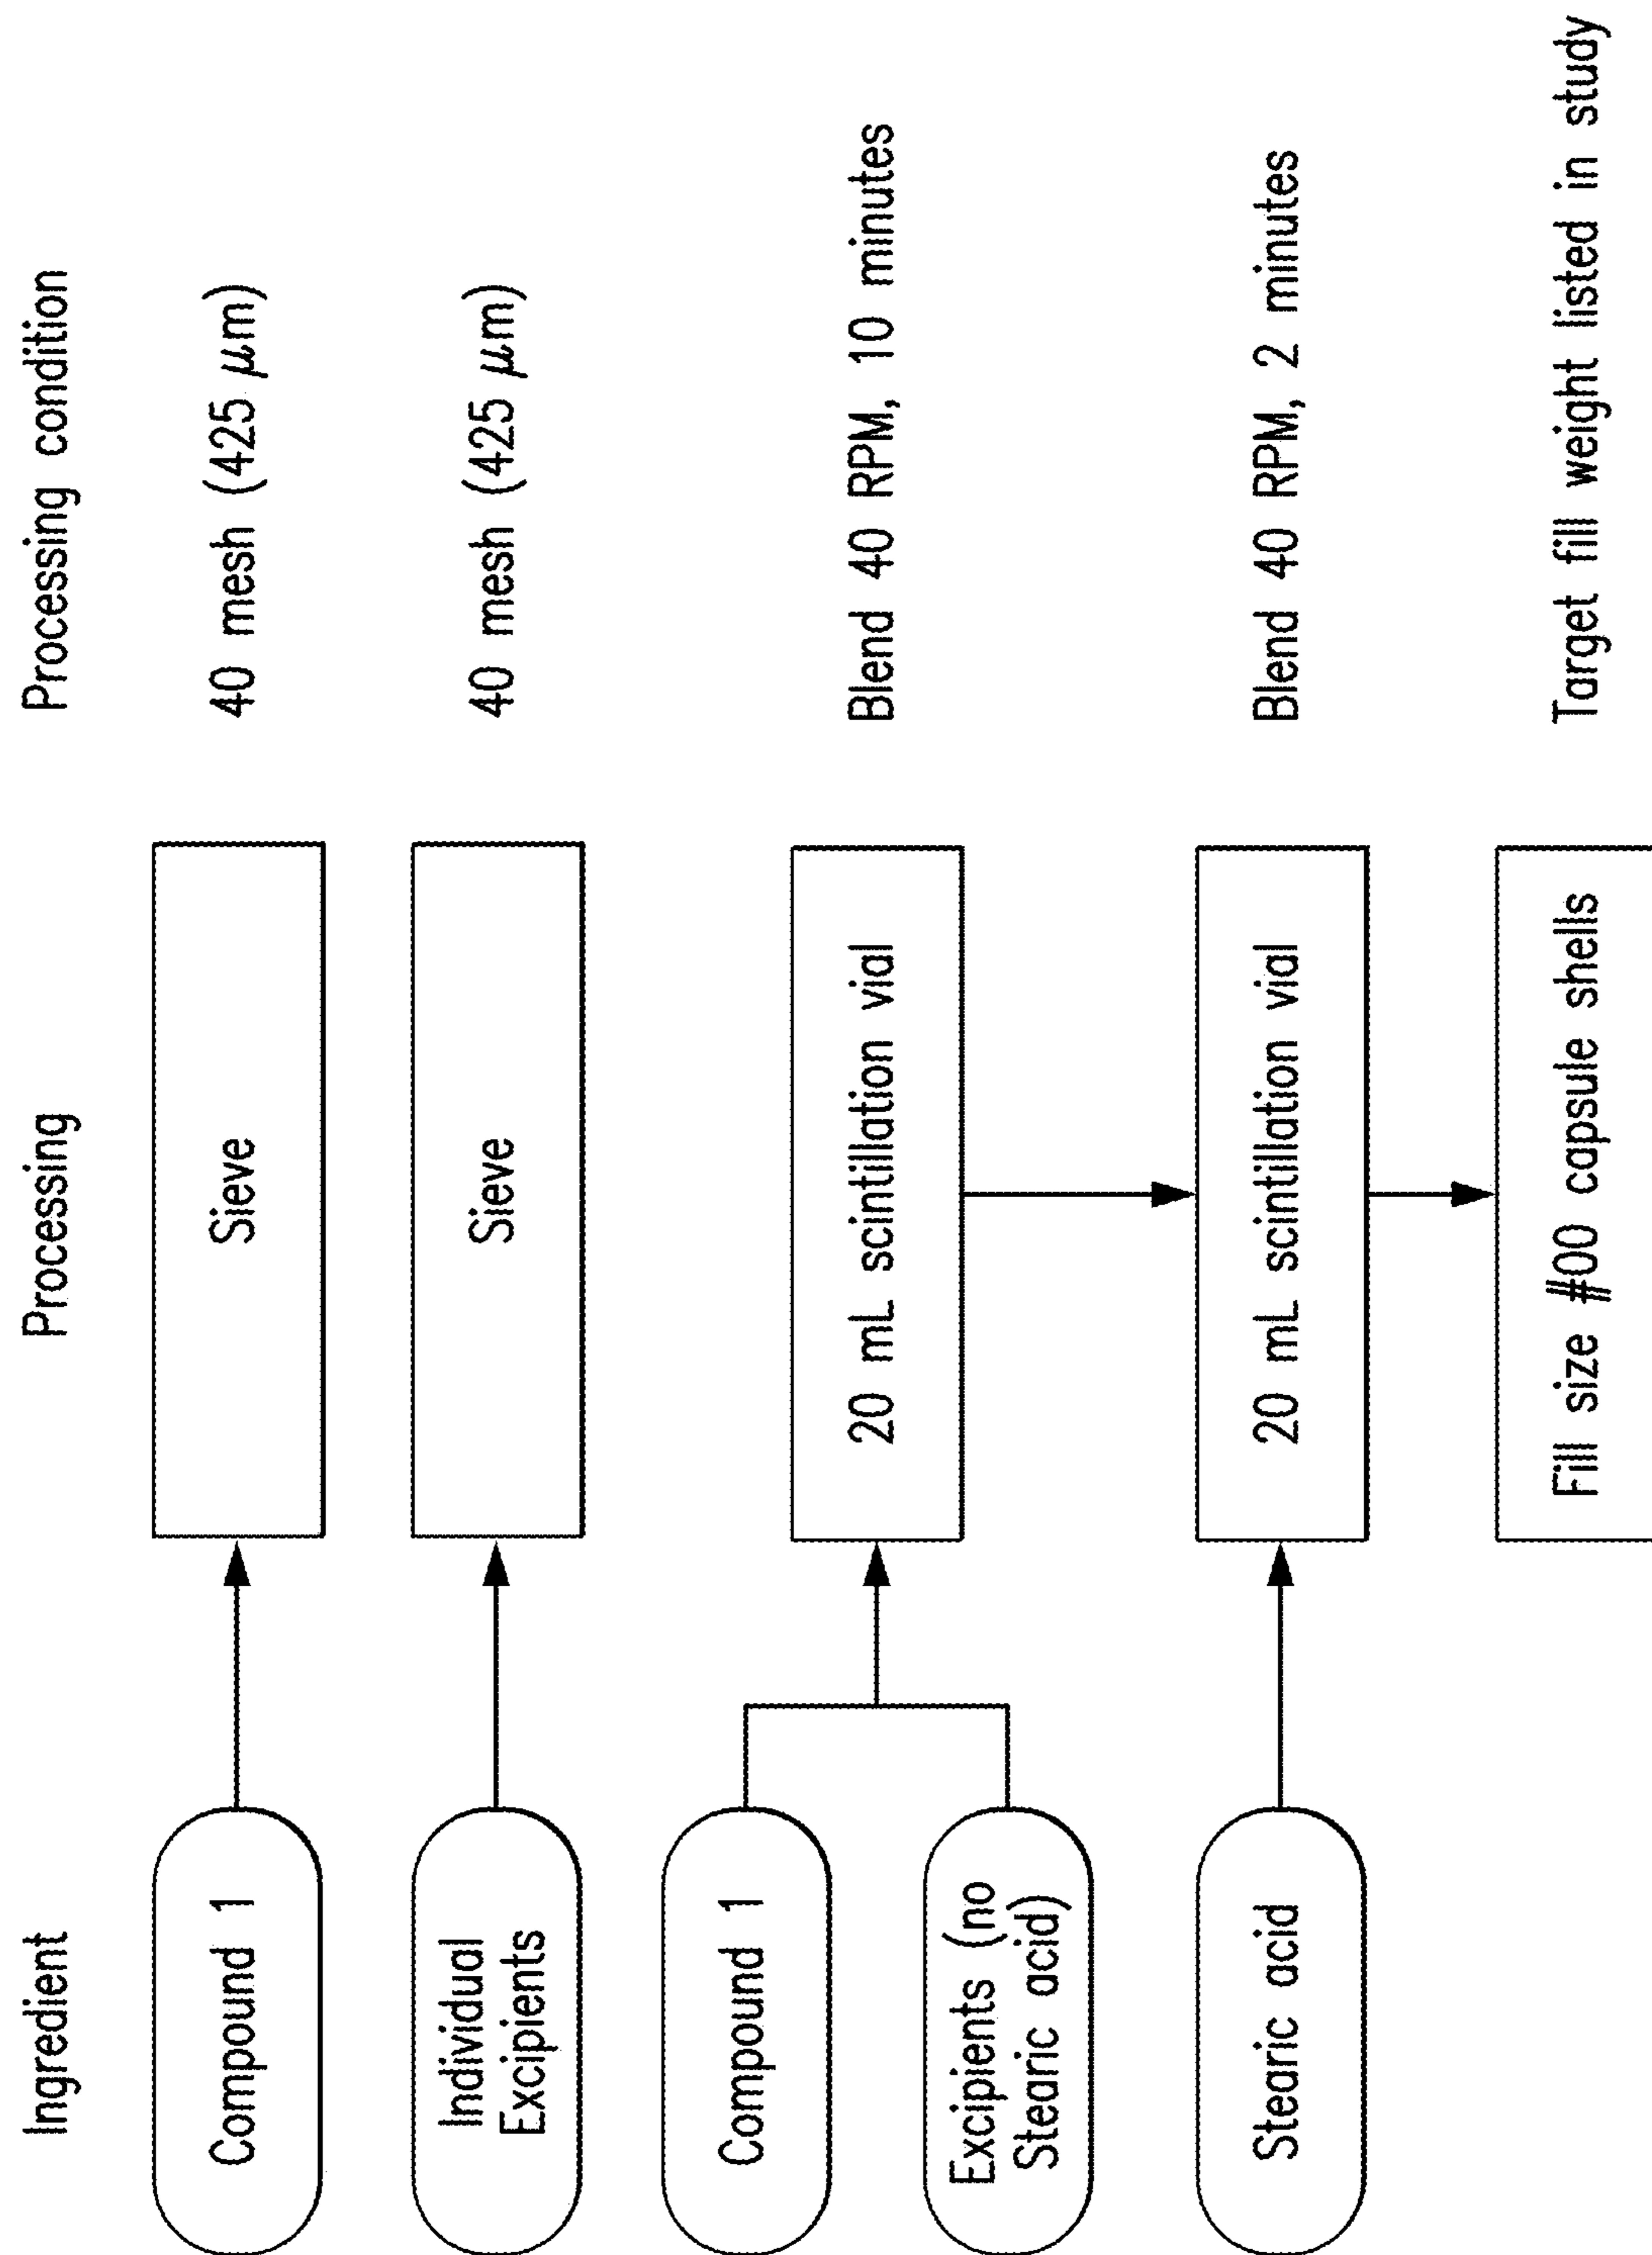 Ingredient
Processing
Processing condition
Compound 1
Sieve
40 mesh (425 μm)
Individual
Excipients
Sieve
40 mesh (425 μm)
Compound 1
Excipients (no
Stearic acid)
20 mL scintillation vial
Blend 40 RPM, 10 minutes
Stearic acid
20 mL scintillation vial
Blend 40 RPM, 2 minutes
Fill size #00 capsule shells
Target fill weight listed in study